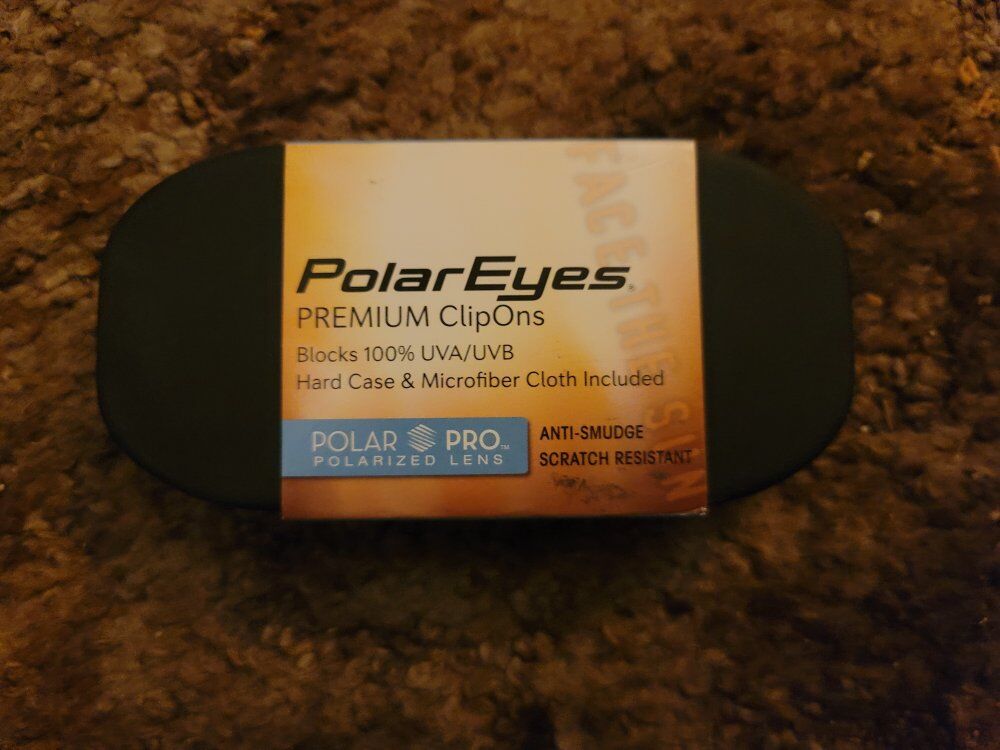 FACE THE SUN
PolarEyes®
PREMIUM ClipOns
Blocks 100% UVA/UVB
Hard Case & Microfiber Cloth Included
POLAR PRO™
POLARIZED LENS
ANTI-SMUDGE
SCRATCH RESISTANT